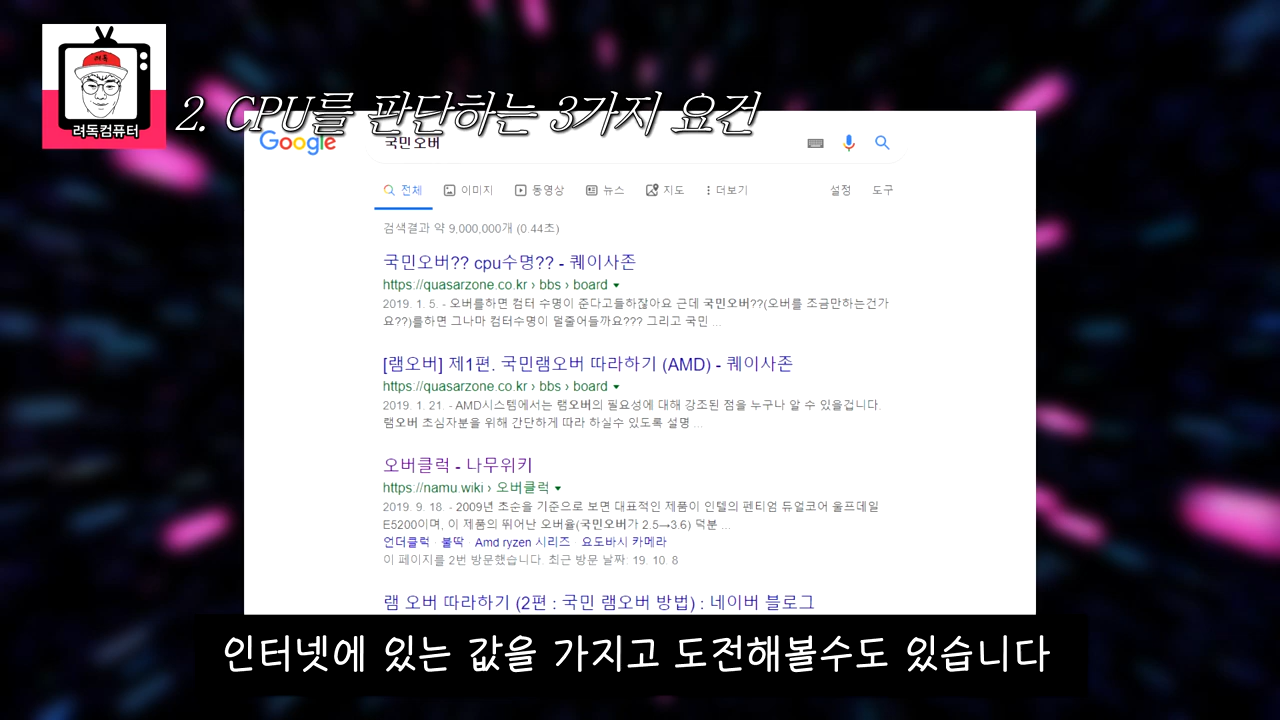 려독
려독컴퓨터
2. CPU를 판단하는 3가지 요건
Google
국민오버
전체 이미지 동영상 뉴스 지도 더보기 설정 도구
검색결과 약 9,000,000개 (0.44초)
국민오버?? cpu수명?? - 퀘이사존
https://quasarzone.co.kr › bbs › board
2019. 1. 5. - 오버를하면 컴터 수명이 준다고들하잖아요 근데 국민오버??(오버를 조금만하는건가
요??)를하면 그나마 컴터수명이 덜줄어들까요??? 그리고 국민 ...
[램오버] 제1편. 국민램오버 따라하기 (AMD) - 퀘이사존
https://quasarzone.co.kr › bbs › board
2019. 1. 21. - AMD시스템에서는 램오버의 필요성에 대해 강조된 점을 누구나 알 수 있을겁니다.
램오버 초심자분을 위해 간단하게 따라 하실수 있도록 설명 ...
오버클럭 - 나무위키
https://namu.wiki › 오버클럭
2019. 9. 18. - 2009년 초순을 기준으로 보면 대표적인 제품이 인텔의 펜티엄 듀얼코어 울프데일
E5200이며, 이 제품의 뛰어난 오버율(국민오버가 2.5→3.6) 덕분 ...
언더클럭 · 불딱 · Amd ryzen 시리즈 · 요도바시 카메라
이 페이지를 2번 방문했습니다. 최근 방문 날짜: 19. 10. 8
램 오버 따라하기 (2편 : 국민 램오버 방법) : 네이버 블로그
인터넷에 있는 값을 가지고 도전해볼수도 있습니다